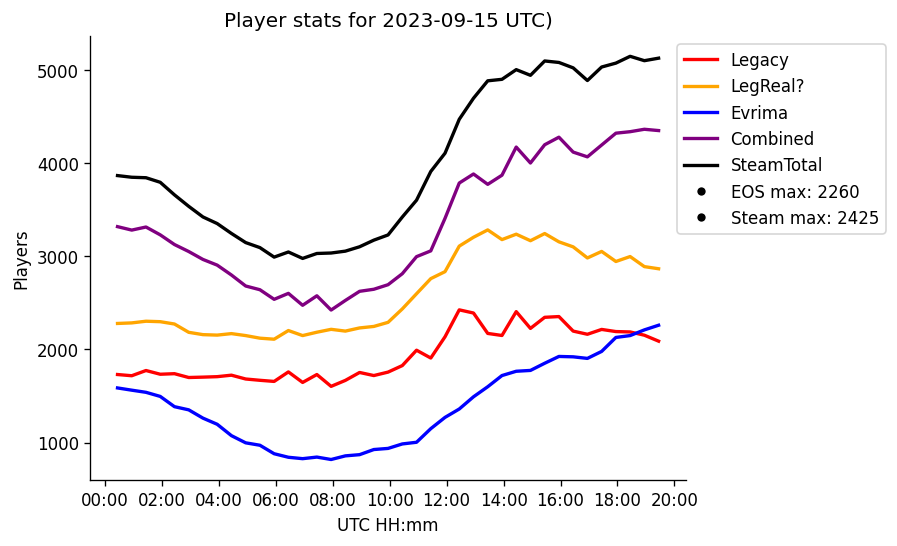 Player stats for 2023-09-15 UTC)
Legacy
LegReal?
Evrima
Combined
SteamTotal
EOS max: 2260
Steam max: 2425
Players
5000
4000
3000
2000
1000
00:00 02:00 04:00 06:00 08:00 10:00 12:00 14:00 16:00 18:00 20:00
UTC HH:mm